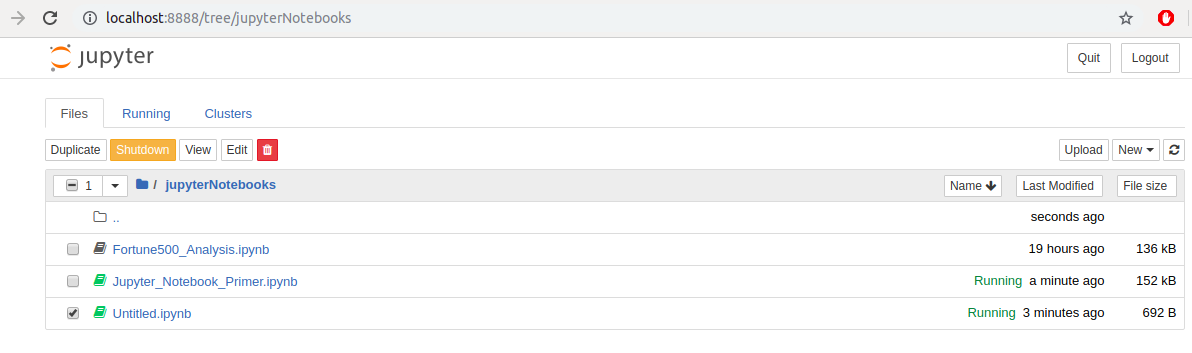 localhost:8888/tree/jupyterNotebooks
jupyter Quit Logout
Files Running Clusters
Duplicate Shutdown View Edit Upload New
1 / jupyterNotebooks Name Last Modified File size
.. seconds ago
Fortune500_Analysis.ipynb 19 hours ago 136 kB
Jupyter_Notebook_Primer.ipynb Running a minute ago 152 kB
Untitled.ipynb Running 3 minutes ago 692 B